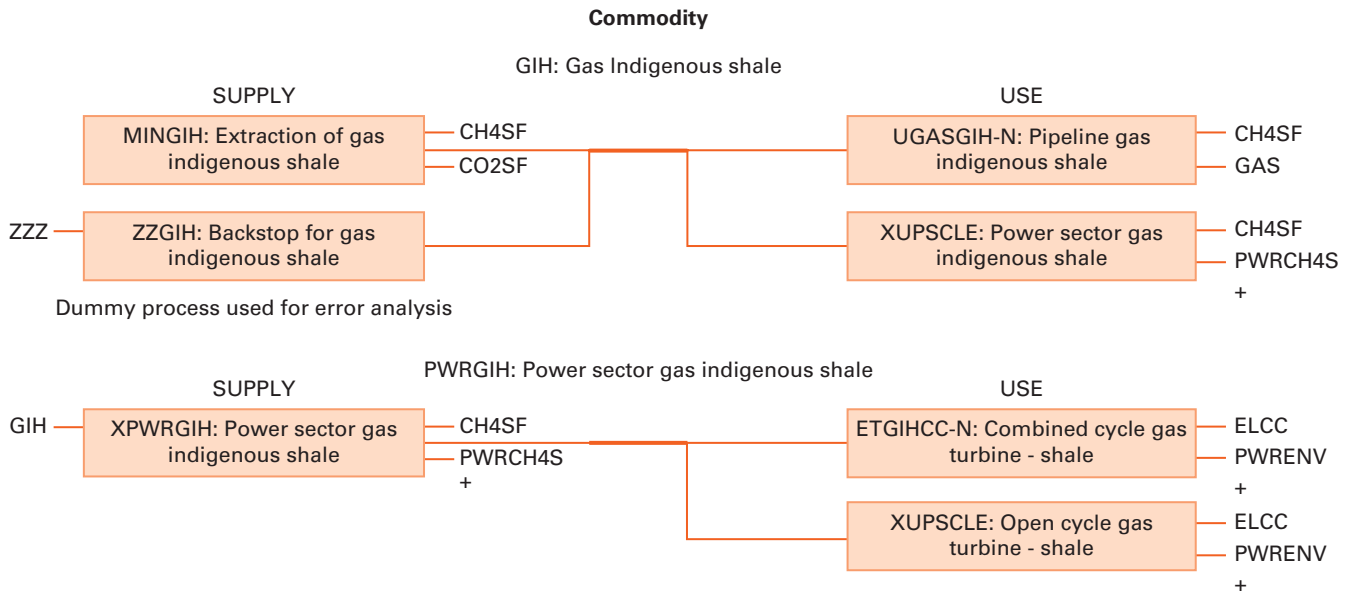 Commodity
GIH: Gas Indigenous shale
SUPPLY
USE
MINGIH: Extraction of gas
indigenous shale
CH4SF
CO2SF
UGASGIH-N: Pipeline gas
indigenous shale
CH4SF
GAS
ZZZ
ZZGIH: Backstop for gas
indigenous shale
XUPSCLE: Power sector gas
indigenous shale
CH4SF
PWRCH4S
+
Dummy process used for error analysis
PWRGIH: Power sector gas indigenous shale
SUPPLY
USE
GIH
XPWRGIH: Power sector gas
indigenous shale
CH4SF
PWRCH4S
+
ETGIHCC-N: Combined cycle gas
turbine - shale
ELCC
PWRENV
+
XUPSCLE: Open cycle gas
turbine - shale
ELCC
PWRENV
+